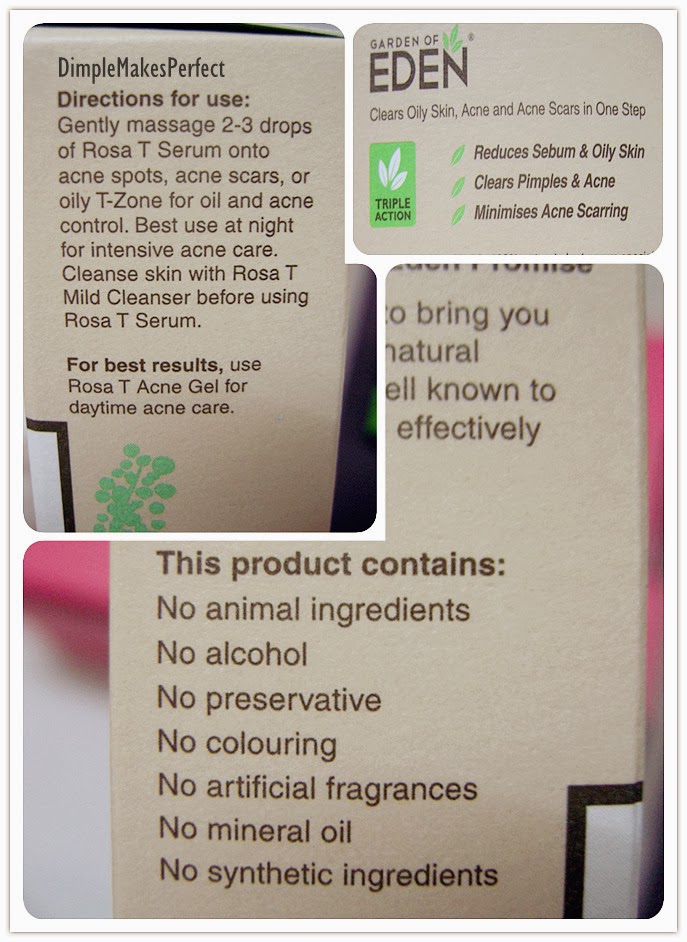 DimpleMakesPerfect
Directions for use:
Gently massage 2-3 drops
of Rosa T Serum onto
acne spots, acne scars, or
oily T-Zone for oil and acne
control. Best use at night
for intensive acne care.
Cleanse skin with Rosa T
Mild Cleanser before using
Rosa T Serum.
For best results, use
Rosa T Acne Gel for
daytime acne care.
GARDEN OF
EDEN®
Clears Oily Skin, Acne and Acne Scars in One Step
TRIPLE
ACTION
Reduces Sebum & Oily Skin
Clears Pimples & Acne
Minimises Acne Scarring
Promise
to bring you
natural
well known to
effectively
This product contains:
No animal ingredients
No alcohol
No preservative
No colouring
No artificial fragrances
No mineral oil
No synthetic ingredients